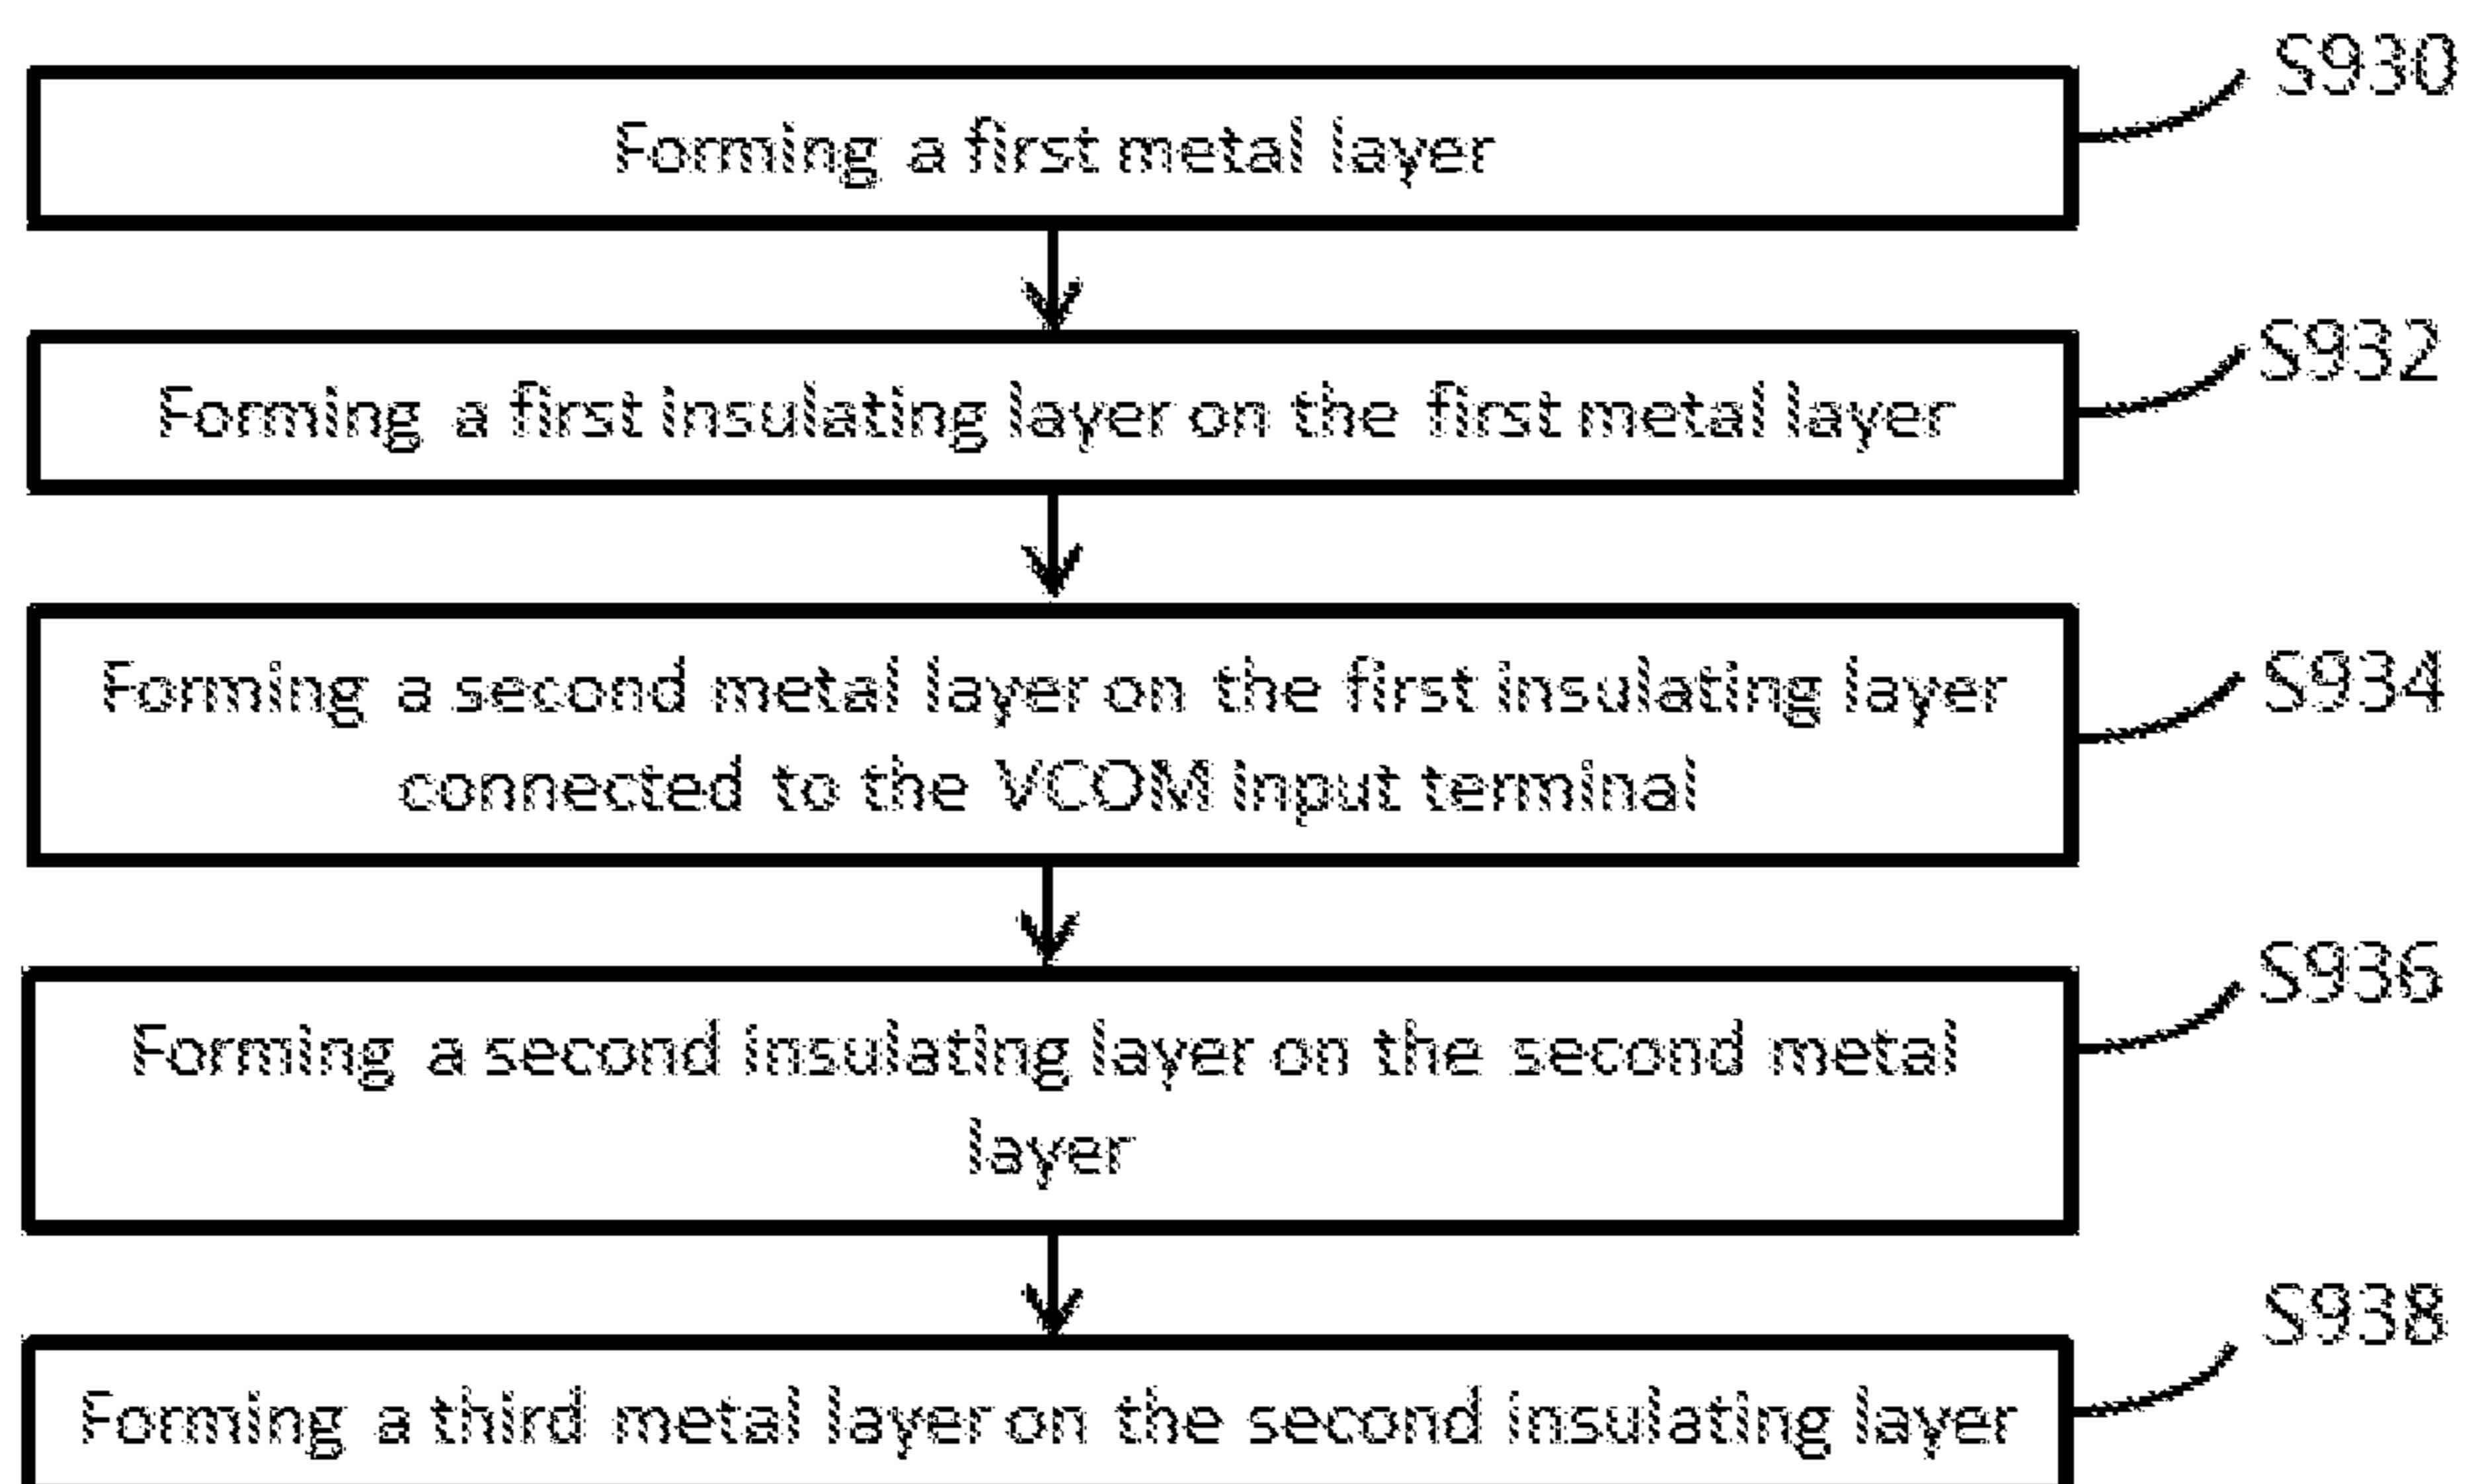 S930
Forming a first metal layer
S932
Forming a first insulating layer on the first metal layer
S934
Forming a second metal layer on the first insulating layer
connected to the VCOM input terminal
S936
Forming a second insulating layer on the second metal
layer
S938
Forming a third metal layer on the second insulating layer